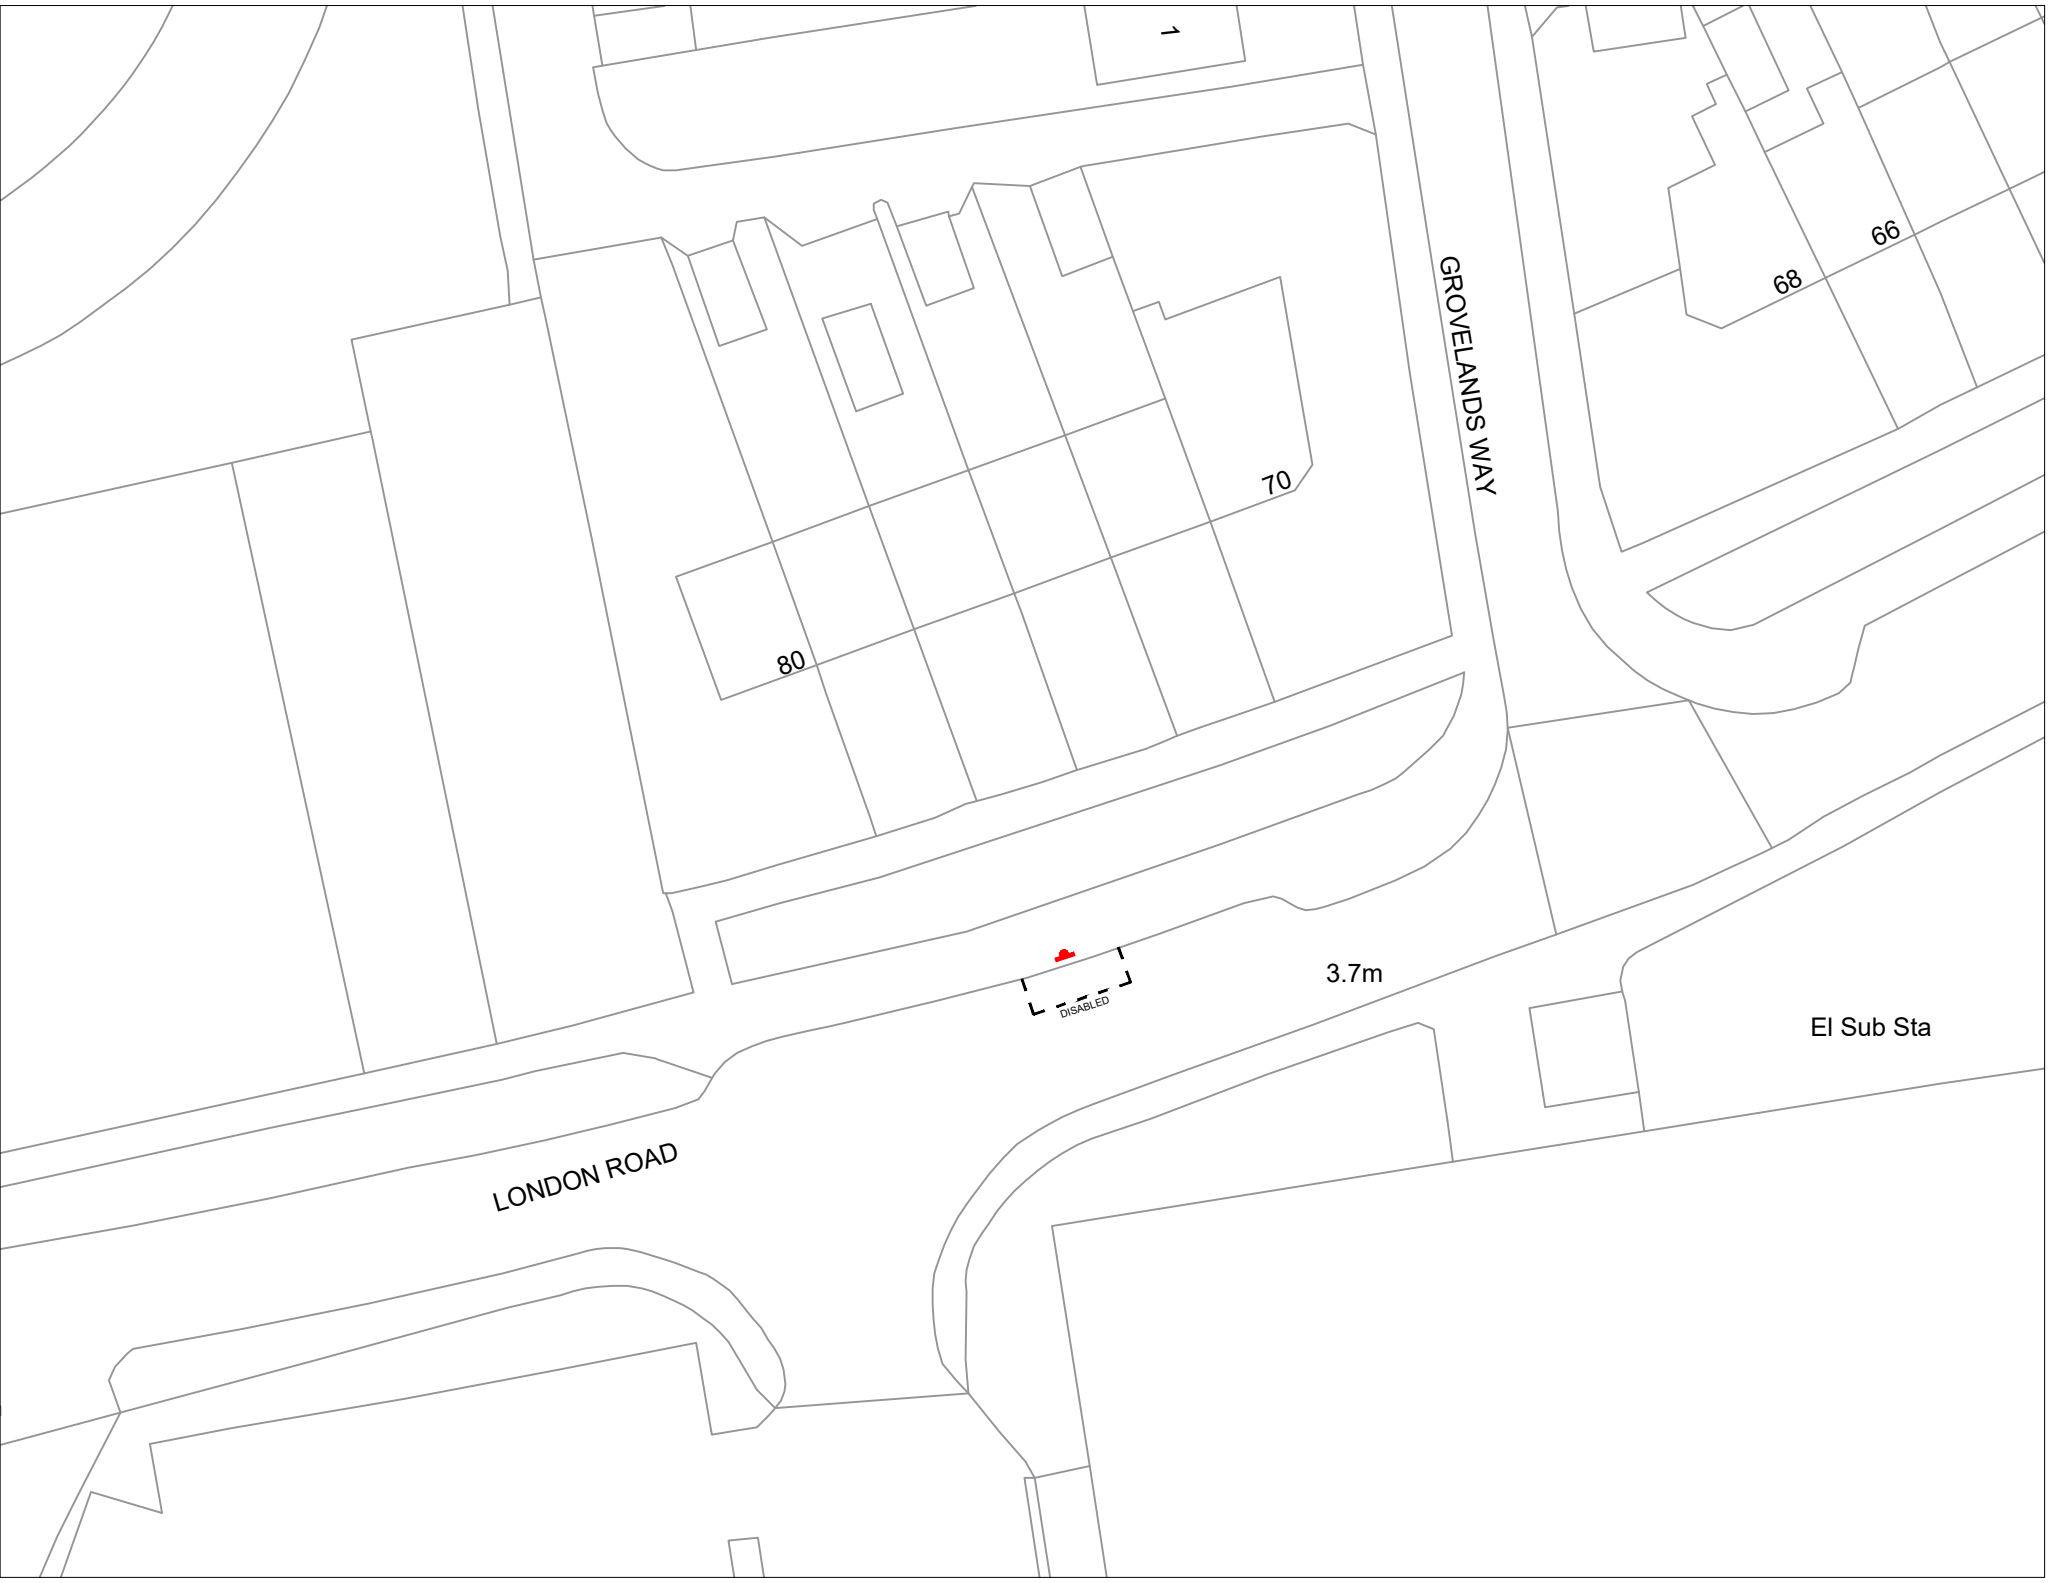 1
66
68
GROVELANDS WAY
70
80
3.7m
DISABLED
El Sub Sta
LONDON ROAD